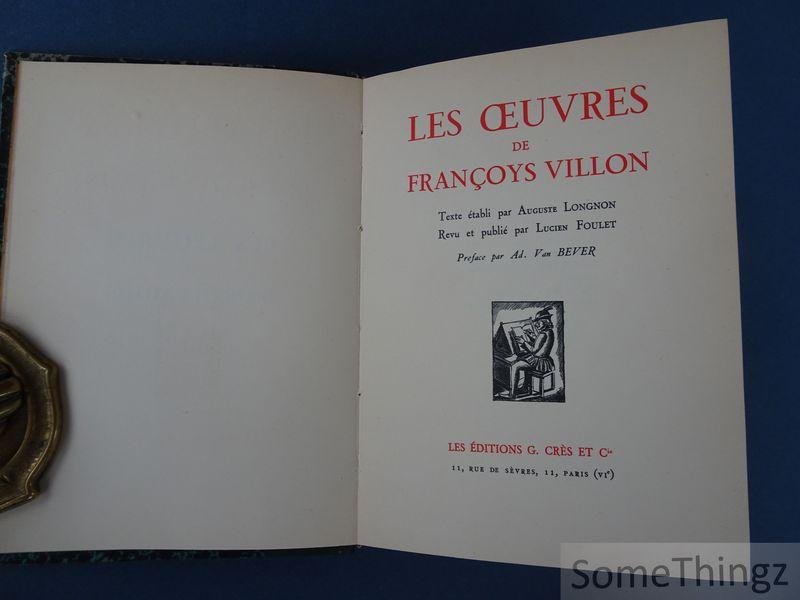 LES ŒUVRES
DE
FRANÇOYS VILLON
Texte établi par AUGUSTE LONGNON
Revu et publié par LUCIEN FOULET
Preface par Ad. Van BEVER
LES ÉDITIONS G. CRÈS ET Cie
11, RUE DE SÈVRES, 11, PARIS (VIe)
SomeThingz